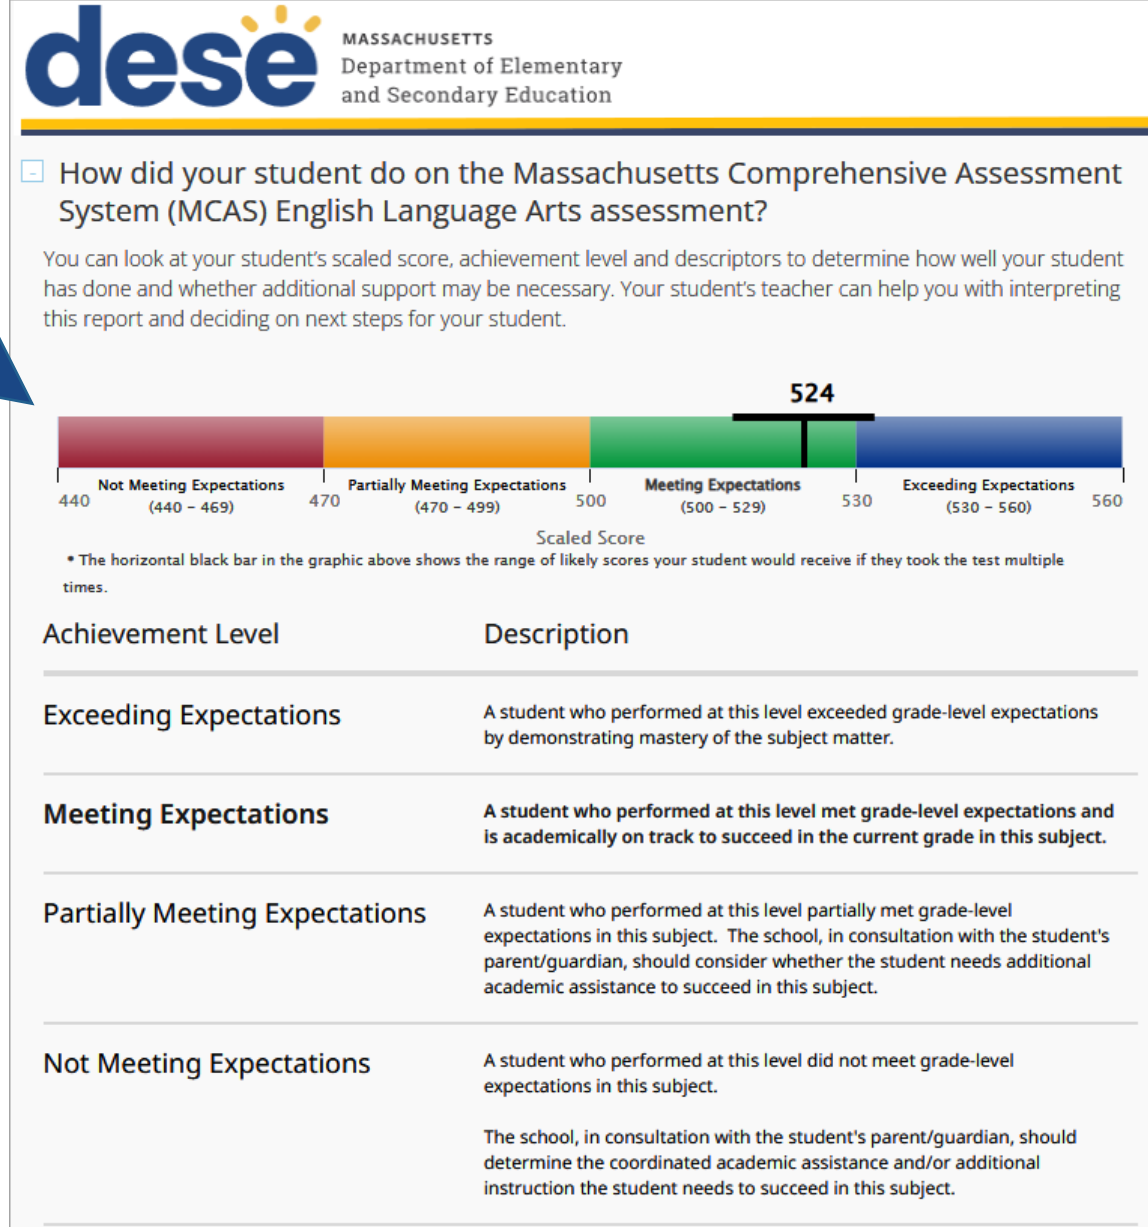 dese
MASSACHUSETTS
Department of Elementary
and Secondary Education
- How did your student do on the Massachusetts Comprehensive Assessment
System (MCAS) English Language Arts assessment?
You can look at your student's scaled score, achievement level and descriptors to determine how well your student
has done and whether additional support may be necessary. Your student's teacher can help you with interpreting
this report and deciding on next steps for your student.
524
440 Not Meeting Expectations 470 Partially Meeting Expectations 500 Meeting Expectations 530 Exceeding Expectations 560
(440 - 469) (470 - 499) (500 - 529) (530 - 560)
Scaled Score
* The horizontal black bar in the graphic above shows the range of likely scores your student would receive if they took the test multiple
times.
Achievement Level Description
Exceeding Expectations A student who performed at this level exceeded grade-level expectations
by demonstrating mastery of the subject matter.
Meeting Expectations A student who performed at this level met grade-level expectations and
is academically on track to succeed in the current grade in this subject.
Partially Meeting Expectations A student who performed at this level partially met grade-level
expectations in this subject. The school, in consultation with the student's
parent/guardian, should consider whether the student needs additional
academic assistance to succeed in this subject.
Not Meeting Expectations A student who performed at this level did not meet grade-level
expectations in this subject.
The school, in consultation with the student's parent/guardian, should
determine the coordinated academic assistance and/or additional
instruction the student needs to succeed in this subject.